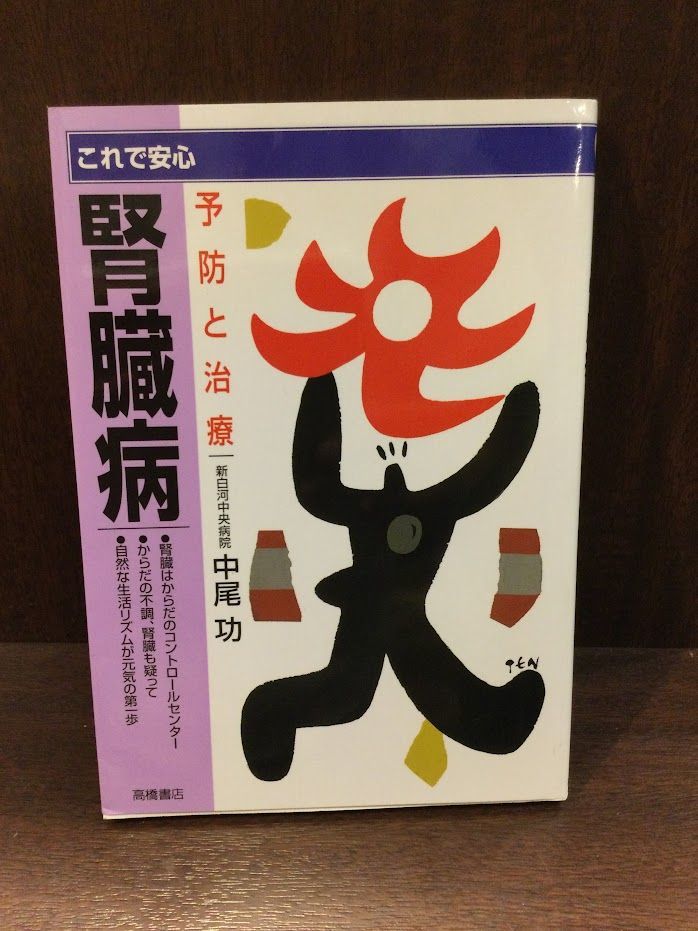 これで安心
腎臓病
予防と治療
新白河中央病院
中尾 功
●腎臓はからだのコントロールセンター
●からだの不調、腎臓も疑って
●自然な生活リズムが元気の第一歩
高橋書店